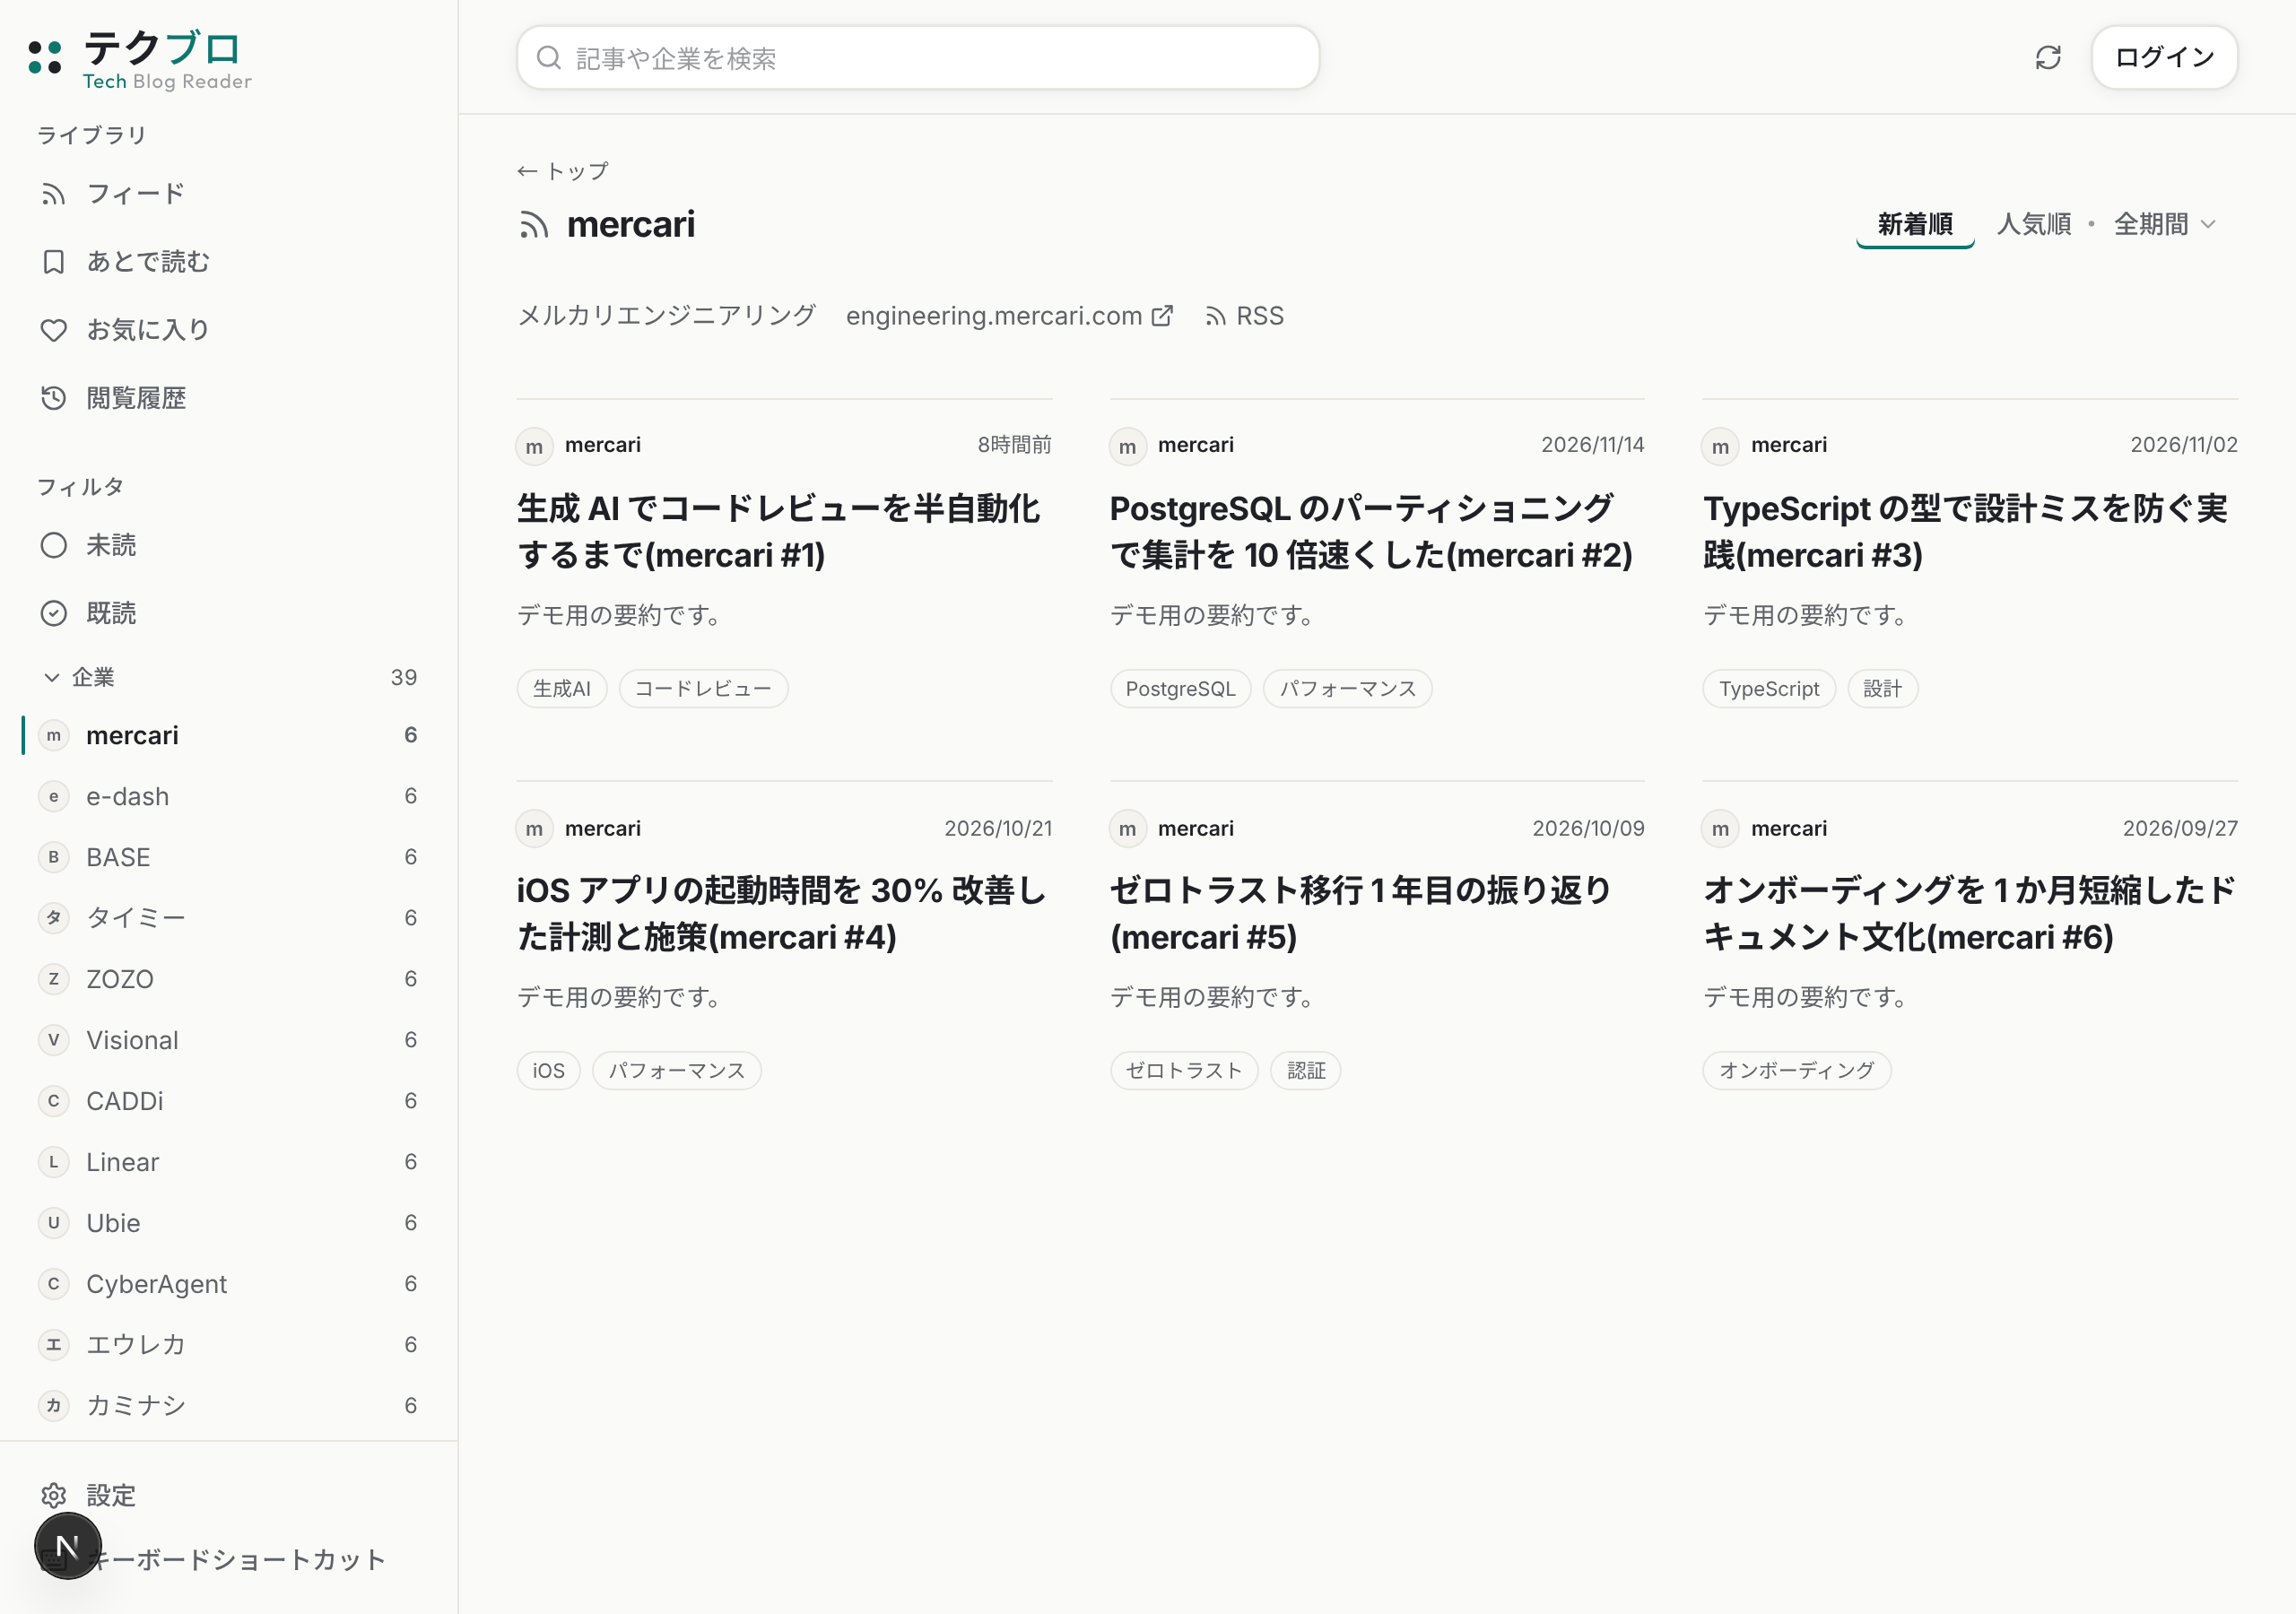 テクブロ
Tech Blog Reader
ライブラリ
フィード
あとで読む
お気に入り
閲覧履歴
フィルタ
未読
既読
企業 39
m mercari 6
e e-dash 6
B BASE 6
タ タイミー 6
Z ZOZO 6
V Visional 6
C CADDi 6
L Linear 6
U Ubie 6
C CyberAgent 6
エ エウレカ 6
カ カミナシ 6
設定
N
キーボードショートカット
記事や企業を検索
ログイン
← トップ
mercari
新着順 人気順 • 全期間
メルカリエンジニアリング engineering.mercari.com RSS
m mercari 8時間前
生成 AI でコードレビューを半自動化
するまで(mercari #1)
デモ用の要約です。
生成AI コードレビュー
m mercari 2026/11/14
PostgreSQL のパーティショニング
で集計を 10 倍速くした(mercari #2)
デモ用の要約です。
PostgreSQL パフォーマンス
m mercari 2026/11/02
TypeScript の型で設計ミスを防ぐ実
践(mercari #3)
デモ用の要約です。
TypeScript 設計
m mercari 2026/10/21
iOS アプリの起動時間を 30% 改善し
た計測と施策(mercari #4)
デモ用の要約です。
iOS パフォーマンス
m mercari 2026/10/09
ゼロトラスト移行 1 年目の振り返り
(mercari #5)
デモ用の要約です。
ゼロトラスト 認証
m mercari 2026/09/27
オンボーディングを 1 か月短縮したド
キュメント文化(mercari #6)
デモ用の要約です。
オンボーディング